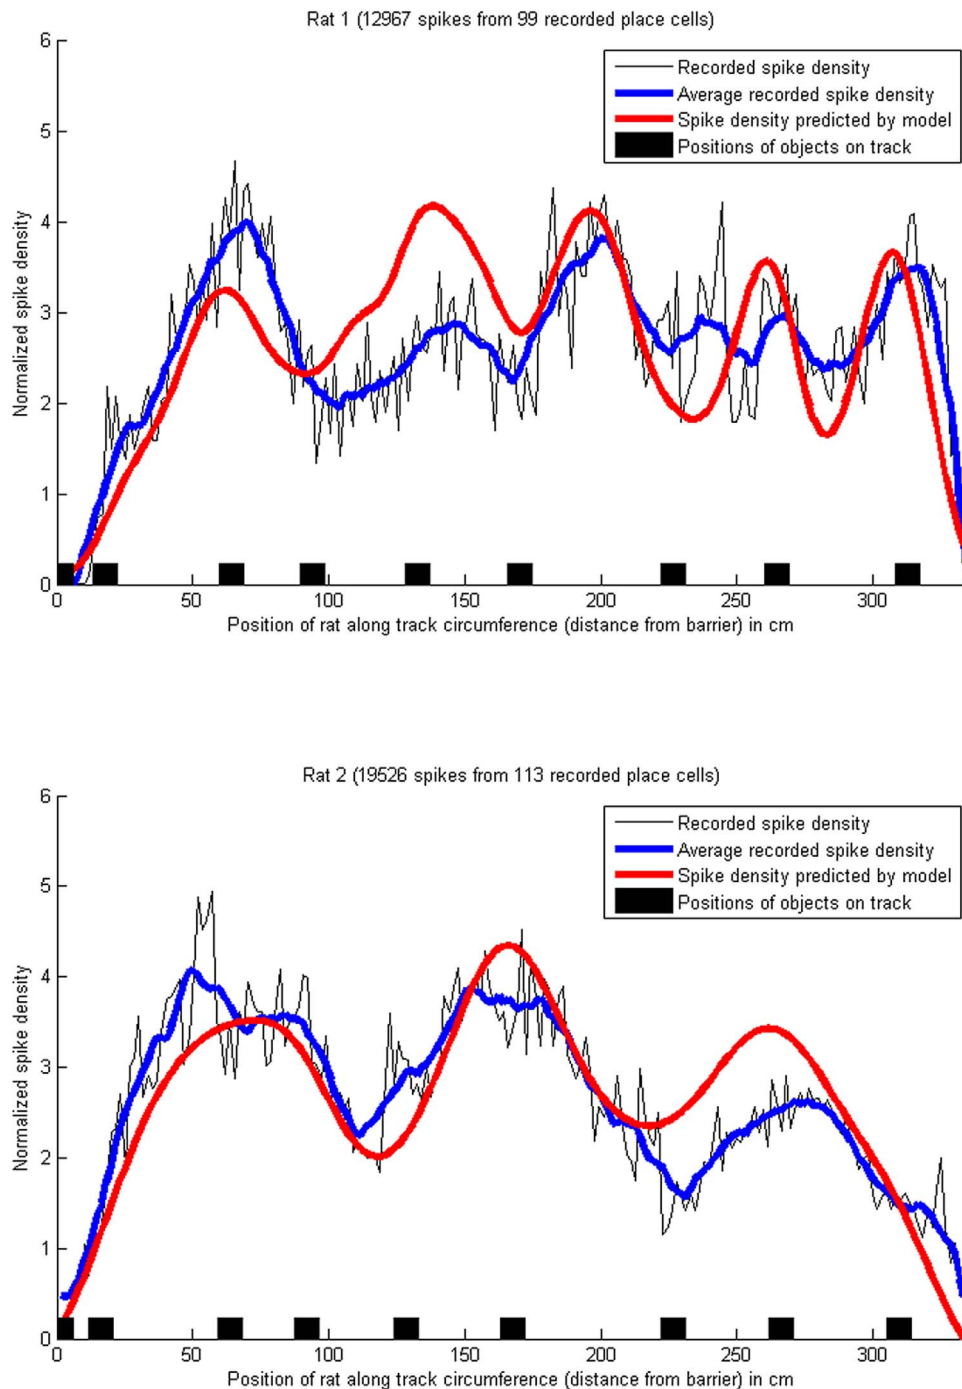 Rat 1 (12967 spikes from 99 recorded place cells)
6
5
4
3
2
1
0
Normalized spike density
Recorded spike density
Average recorded spike density
Spike density predicted by model
Positions of objects on track
0 50 100 150 200 250 300
Position of rat along track circumference (distance from barrier) in cm
Rat 2 (19526 spikes from 113 recorded place cells)
6
5
4
3
2
1
0
Normalized spike density
Recorded spike density
Average recorded spike density
Spike density predicted by model
Positions of objects on track
0 50 100 150 200 250 300
Position of rat along track circumference (distance from barrier) in cm